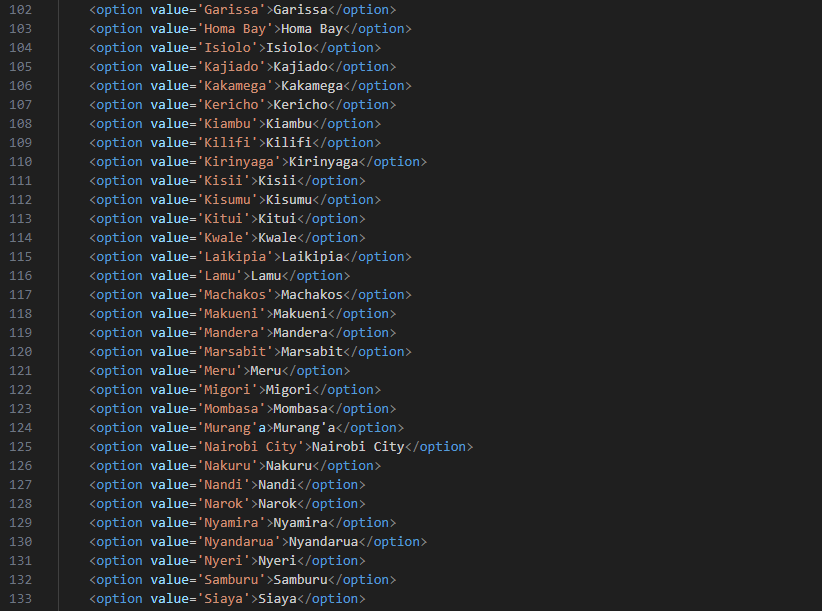 102 <option value='Garissa'>Garissa</option>
103 <option value='Homa Bay'>Homa Bay</option>
104 <option value='Isiolo'>Isiolo</option>
105 <option value='Kajiado'>Kajiado</option>
106 <option value='Kakamega'>Kakamega</option>
107 <option value='Kericho'>Kericho</option>
108 <option value='Kiambu'>Kiambu</option>
109 <option value='Kilifi'>Kilifi</option>
110 <option value='Kirinyaga'>Kirinyaga</option>
111 <option value='Kisii'>Kisii</option>
112 <option value='Kisumu'>Kisumu</option>
113 <option value='Kitui'>Kitui</option>
114 <option value='Kwale'>Kwale</option>
115 <option value='Laikipia'>Laikipia</option>
116 <option value='Lamu'>Lamu</option>
117 <option value='Machakos'>Machakos</option>
118 <option value='Makueni'>Makueni</option>
119 <option value='Mandera'>Mandera</option>
120 <option value='Marsabit'>Marsabit</option>
121 <option value='Meru'>Meru</option>
122 <option value='Migori'>Migori</option>
123 <option value='Mombasa'>Mombasa</option>
124 <option value='Murang'a>Murang'a</option>
125 <option value='Nairobi City'>Nairobi City</option>
126 <option value='Nakuru'>Nakuru</option>
127 <option value='Nandi'>Nandi</option>
128 <option value='Narok'>Narok</option>
129 <option value='Nyamira'>Nyamira</option>
130 <option value='Nyandarua'>Nyandarua</option>
131 <option value='Nyeri'>Nyeri</option>
132 <option value='Samburu'>Samburu</option>
133 <option value='Siaya'>Siaya</option>